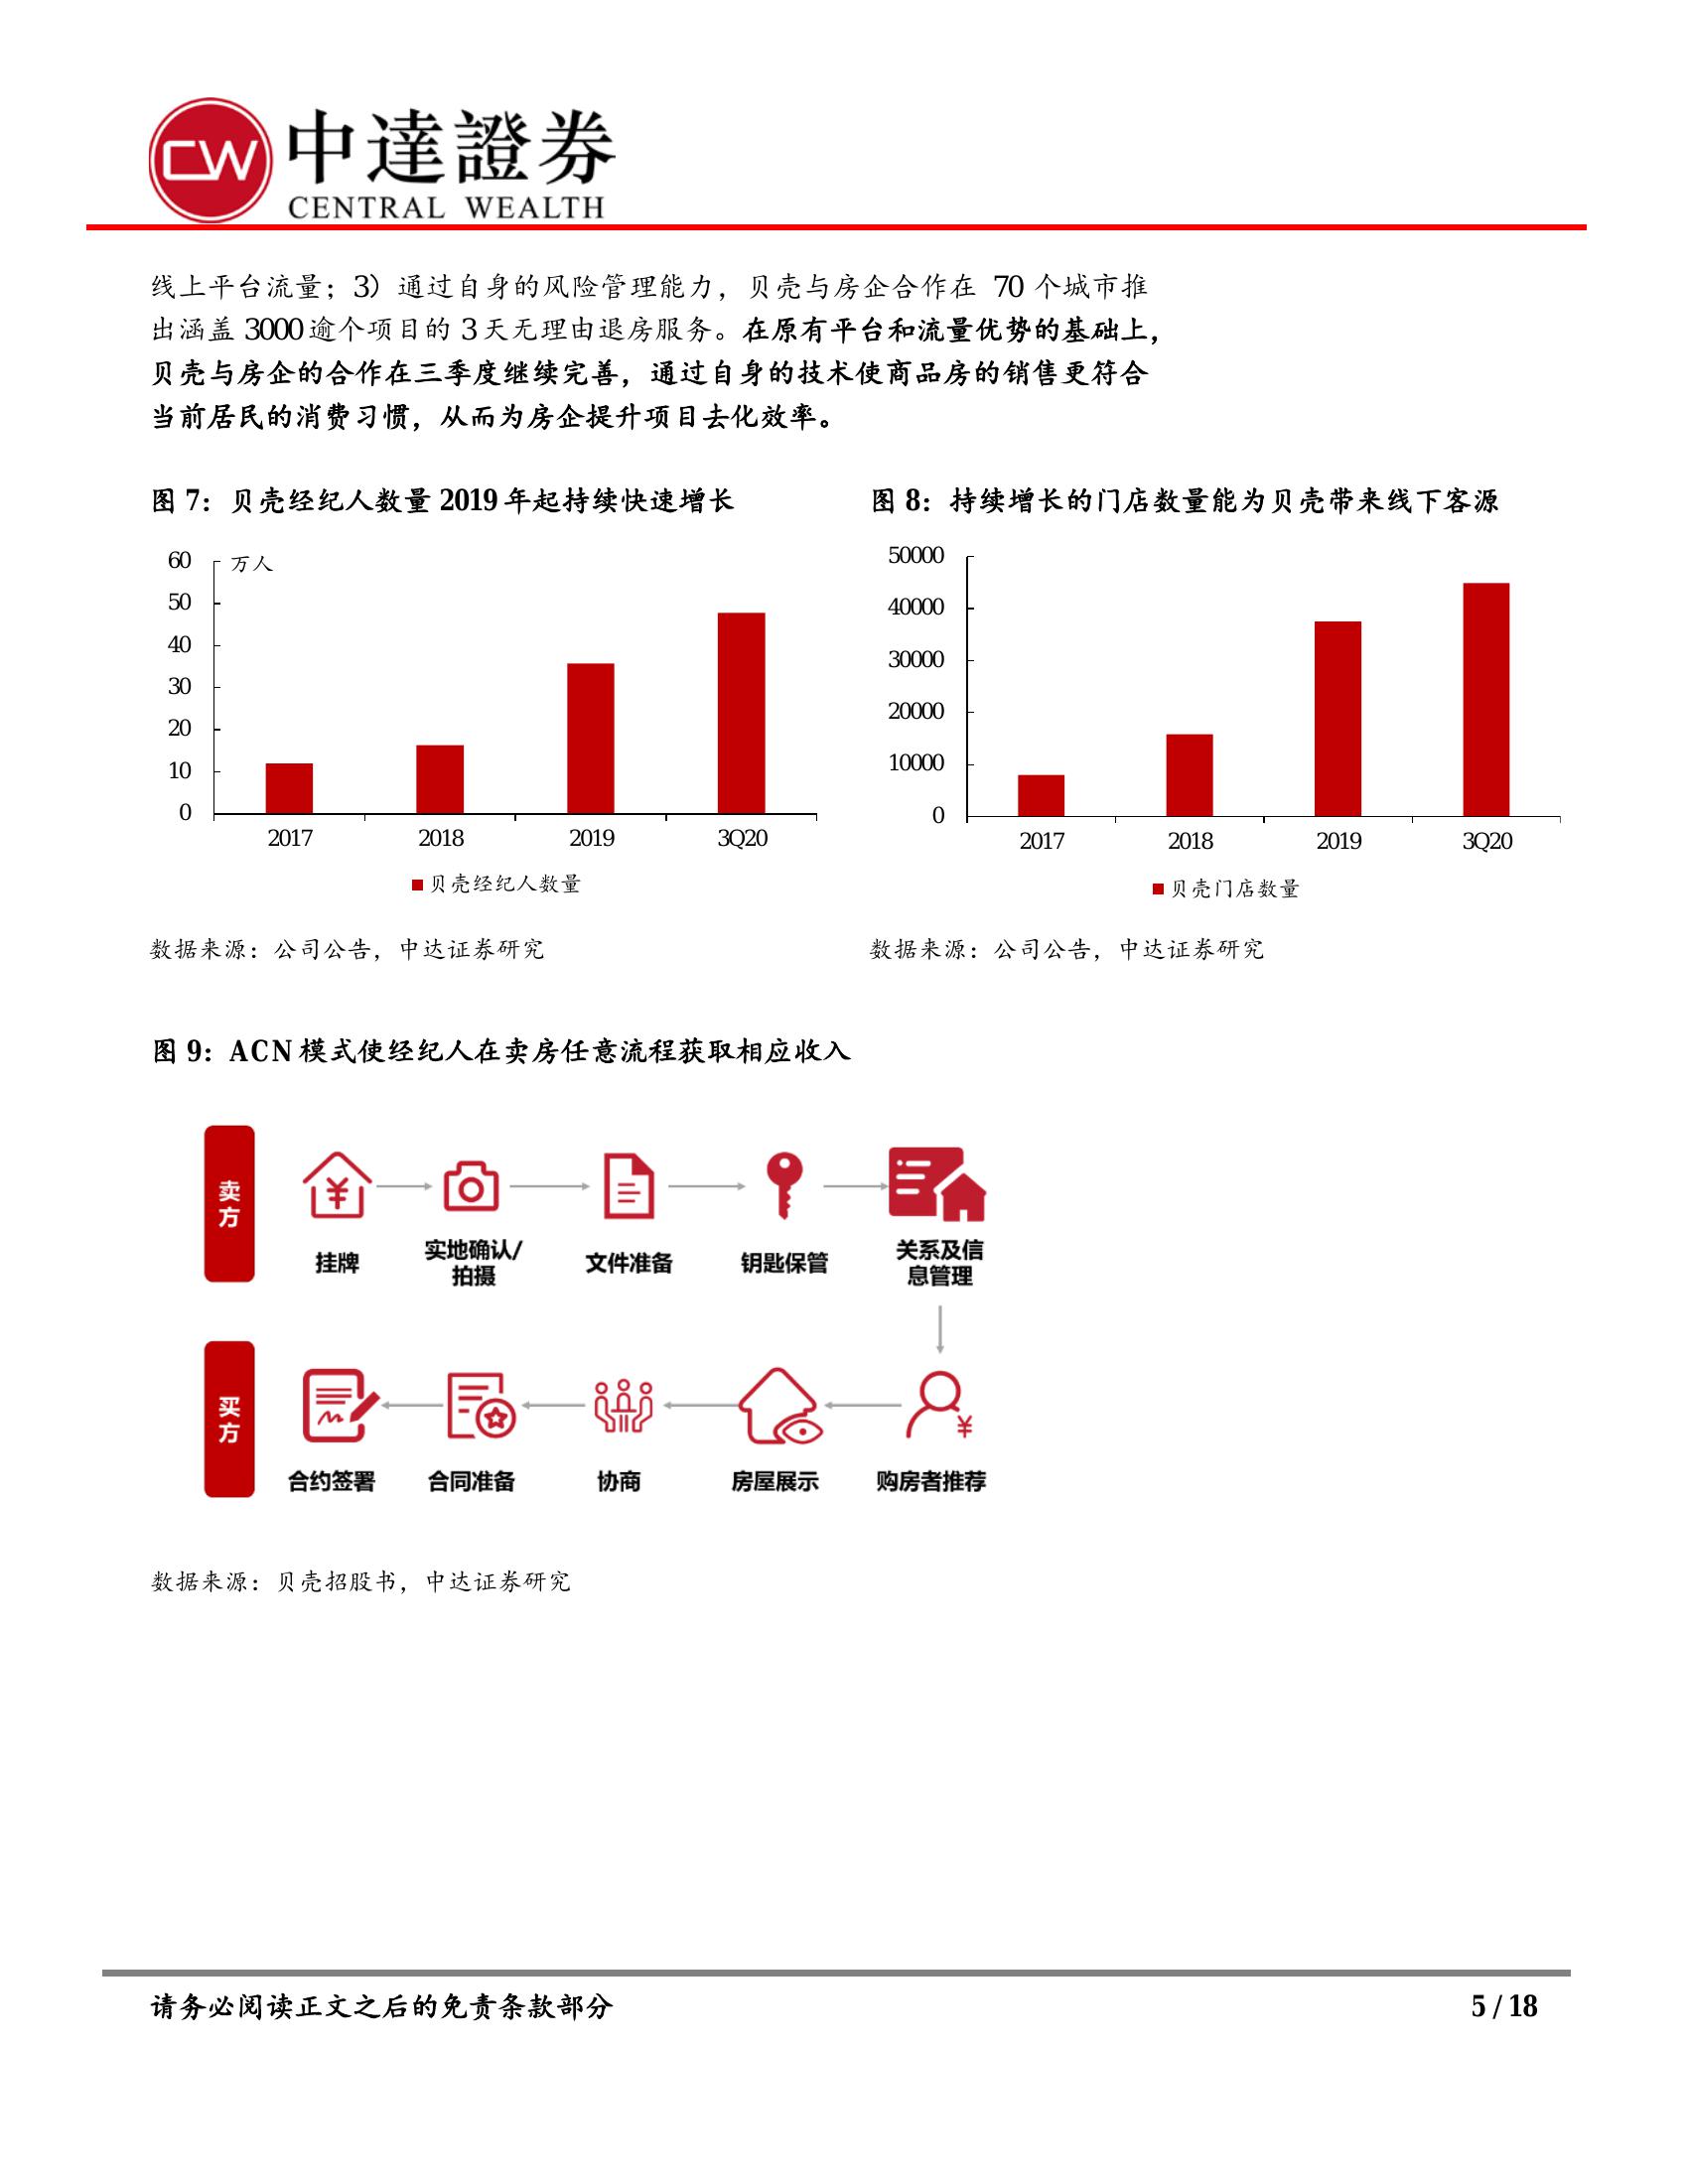 CW 中達證券
CENTRAL WEALTH
线上平台流量；3）通过自身的风险管理能力，贝壳与房企合作在 70 个城市推
出涵盖 3000 逾个项目的 3 天无理由退房服务。在原有平台和流量优势的基础上，
贝壳与房企的合作在三季度继续完善，通过自身的技术使商品房的销售更符合
当前居民的消费习惯，从而为房企提升项目去化效率。
图 7：贝壳经纪人数量 2019 年起持续快速增长
万人
60
50
40
30
20
10
0
2017 2018 2019 3Q20
贝壳经纪人数量
数据来源：公司公告，中达证券研究
图 8：持续增长的门店数量能为贝壳带来线下客源
50000
40000
30000
20000
10000
0
2017 2018 2019 3Q20
贝壳门店数量
数据来源：公司公告，中达证券研究
图 9：ACN 模式使经纪人在卖房任意流程获取相应收入
卖
方
挂牌
实地确认/
拍摄
文件准备
钥匙保管
关系及信
息管理
买
方
合约签署
合同准备
协商
房屋展示
购房者推荐
数据来源：贝壳招股书，中达证券研究
请务必阅读正文之后的免责条款部分
5 / 18